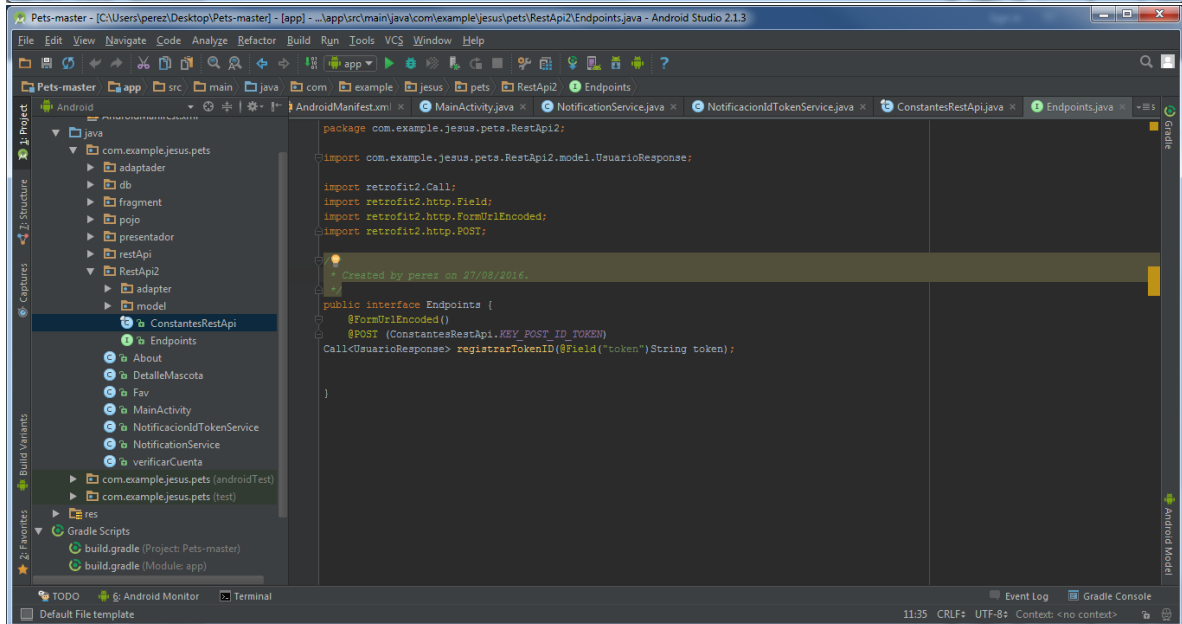 Pets-master - [C:\Users\perez\Desktop\Pets-master] - [app] - ...\app\src\main\java\com\example\jesus\pets\RestApi2\Endpoints.java - Android Studio 2.1.3
File Edit View Navigate Code Analyze Refactor Build Run Tools VCS Window Help
app
Pets-master app src main java com example jesus pets RestApi2 Endpoints
Android
AndroidManifest.xml MainActivity.java NotificationService.java NotificacionIdTokenService.java ConstantesRestApi.java Endpoints.java
1: Project
7: Structure
Captures
Build Variants
2: Favorites
AndroidManifest.xml
java
com.example.jesus.pets
adaptader
db
fragment
pojo
presentador
restApi
RestApi2
adapter
model
ConstantesRestApi
Endpoints
About
DetalleMascota
Fav
MainActivity
NotificacionIdTokenService
NotificationService
verificarCuenta
com.example.jesus.pets (androidTest)
com.example.jesus.pets (test)
res
Gradle Scripts
build.gradle (Project: Pets-master)
build.gradle (Module: app)
package com.example.jesus.pets.RestApi2;
import com.example.jesus.pets.RestApi2.model.UsuarioResponse;
import retrofit2.Call;
import retrofit2.http.Field;
import retrofit2.http.FormUrlEncoded;
import retrofit2.http.POST;
/
* Created by perez on 27/08/2016.
*/
public interface Endpoints {
@FormUrlEncoded()
@POST (ConstantesRestApi.KEY_POST_ID_TOKEN)
Call<UsuarioResponse> registrarTokenID(@Field("token")String token);
}
Gradle
Android Model
TODO 6: Android Monitor Terminal Event Log Gradle Console
Default File template 11:35 CRLF UTF-8 Context: <no context>